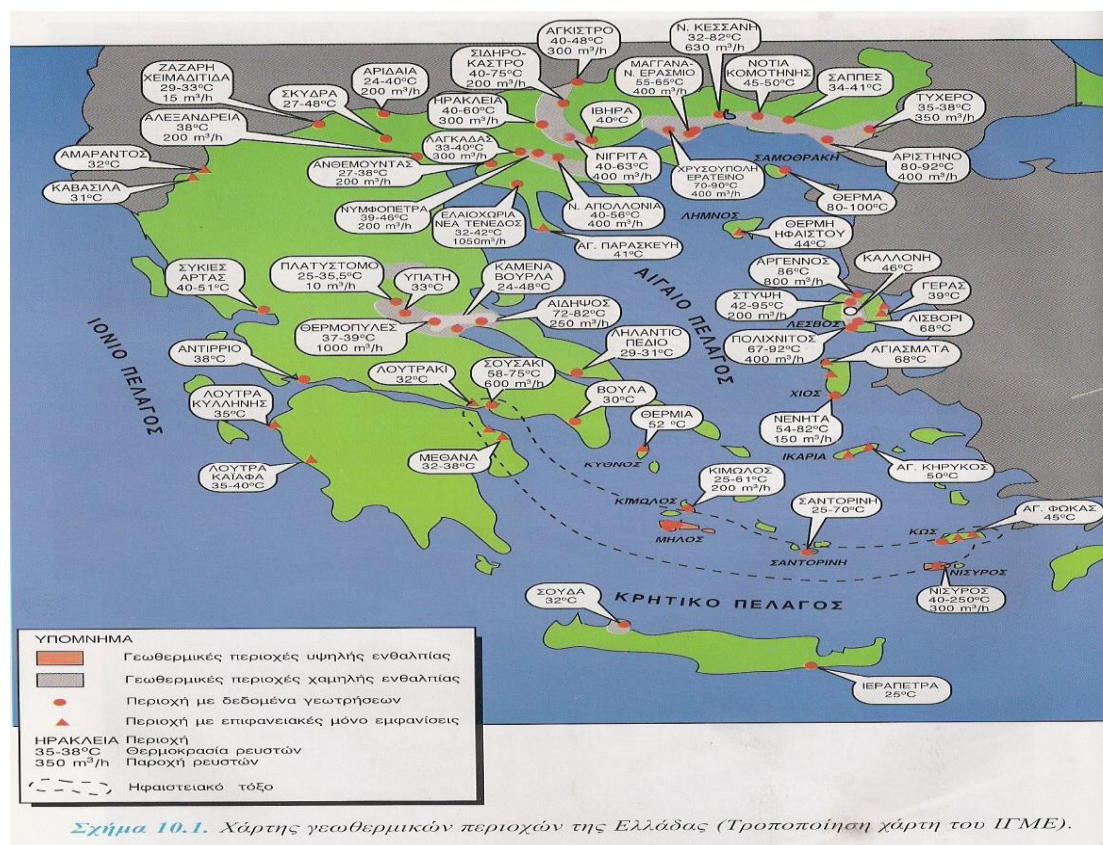 ΑΓΚΙΣΤΡΟ
40-48°C
300 m³/h
Ν. ΚΕΣΣΑΝΗ
32-82°C
630 m³/h
ΣΙΔΗΡΟ-
ΚΑΣΤΡΟ
40-75°C
200 m³/h
ΜΑΓΓΑΝΑ-
Ν. ΕΡΑΣΜΙΟ
55-65°C
400 m³/h
ΝΟΤΙΑ
ΚΟΜΟΤΗΝΗΣ
45-50°C
ΣΑΠΠΕΣ
34-41°C
ΤΥΧΕΡΟ
35-38°C
350 m³/h
ΖΑΖΑΡΗ
ΧΕΙΜΑΔΙΤΙΔΑ
29-33°C
15 m³/h
ΣΚΥΔΡΑ
27-48°C
ΑΡΙΔΑΙΑ
24-40°C
200 m³/h
ΗΡΑΚΛΕΙΑ
40-60°C
300 m³/h
ΙΒΗΡΑ
40°C
ΑΛΕΞΑΝΔΡΕΙΑ
38°C
200 m³/h
ΛΑΓΚΑΔΑΣ
33-40°C
300 m³/h
ΑΜΑΡΑΝΤΟΣ
32°C
ΚΑΒΑΣΙΛΑ
31°C
ΑΝΘΕΜΟΥΝΤΑΣ
27-38°C
200 m³/h
ΝΙΓΡΙΤΑ
40-63°C
400 m³/h
ΧΡΥΣΟΥΠΟΛΗ
ΕΡΑΤΕΙΝΟ
70-90°C
400 m³/h
ΣΑΜΟΘΡΑΚΗ
ΑΡΙΣΤΗΝΟ
80-92°C
400 m³/h
ΘΕΡΜΑ
80-100°C
ΝΥΜΦΟΠΕΤΡΑ
39-46°C
200 m³/h
ΕΛΑΙΟΧΩΡΙΑ
ΝΕΑ ΤΕΝΕΔΟΣ
32-42°C
1050m³/h
Ν. ΑΠΟΛΛΟΝΙΑ
40-56°C
400 m³/h
ΑΓ. ΠΑΡΑΣΚΕΥΗ
41°C
ΛΗΜΝΟΣ
ΘΕΡΜΗ
ΗΦΑΙΣΤΟΥ
44°C
ΑΙΓΑΙΟ ΠΕΛΑΓΟΣ
ΙΟΝΙΟ ΠΕΛΑΓΟΣ
ΣΥΚΙΕΣ
ΑΡΤΑΣ
40-51°C
ΠΛΑΤΥΣΤΟΜΟ
25-35,5°C
10 m³/h
ΥΠΑΤΗ
33°C
ΚΑΜΕΝΑ
ΒΟΥΡΛΑ
24-48°C
ΑΙΔΗΨΟΣ
72-82°C
250 m³/h
ΘΕΡΜΟΠΥΛΕΣ
37-39°C
1000 m³/h
ΛΗΛΑΝΤΙΟ
ΠΕΔΙΟ
29-31°C
ΑΡΓΕΝΝΟΣ
86°C
800 m³/h
ΚΑΛΛΟΝΗ
46°C
ΓΕΡΑΣ
39°C
ΣΤΥΨΗ
42-95°C
200 m³/h
ΛΕΣΒΟΣ
ΛΙΣΒΟΡΙ
68°C
ΠΟΛΙΧΝΙΤΟΣ
67-92°C
400 m³/h
ΑΓΙΑΣΜΑΤΑ
68°C
ΑΝΤΙΡΡΙΟ
38°C
ΛΟΥΤΡΑΚΙ
32°C
ΣΟΥΣΑΚΙ
58-75°C
600 m³/h
ΒΟΥΛΑ
30°C
ΧΙΟΣ
ΝΕΝΗΤΑ
54-82°C
150 m³/h
ΛΟΥΤΡΑ
ΚΥΛΛΗΝΗΣ
35°C
ΛΟΥΤΡΑ
ΚΑΪΑΦΑ
35-40°C
ΜΕΘΑΝΑ
32-38°C
ΘΕΡΜΙΑ
52 °C
ΚΥΘΝΟΣ
ΙΚΑΡΙΑ
ΑΓ. ΚΗΡΥΚΟΣ
50°C
ΚΙΜΩΛΟΣ
25-61°C
200 m³/h
ΚΙΜΩΛΟΣ
ΜΗΛΟΣ
ΣΑΝΤΟΡΙΝΗ
25-70°C
ΣΑΝΤΟΡΙΝΗ
ΑΓ. ΦΩΚΑΣ
45°C
ΚΩΣ
ΝΙΣΥΡΟΣ
ΝΙΣΥΡΟΣ
40-250°C
300 m³/h
ΣΟΥΔΑ
32°C
ΚΡΗΤΙΚΟ ΠΕΛΑΓΟΣ
ΙΕΡΑΠΕΤΡΑ
25°C
ΥΠΟΜΝΗΜΑ
Γεωθερμικές περιοχές υψηλής ενθαλπίας
Γεωθερμικές περιοχές χαμηλής ενθαλπίας
Περιοχή με δεδομένα γεωτρήσεων
Περιοχή με επιφανειακές μόνο εμφανίσεις
ΗΡΑΚΛΕΙΑ Περιοχή
35-38°C Θερμοκρασία ρευστών
350 m³/h Παροχή ρευστών
Ηφαιστειακό τόξο
Σχήμα 10.1. Χάρτης γεωθερμικών περιοχών της Ελλάδας (Τροποποίηση χάρτη του ΙΓΜΕ).